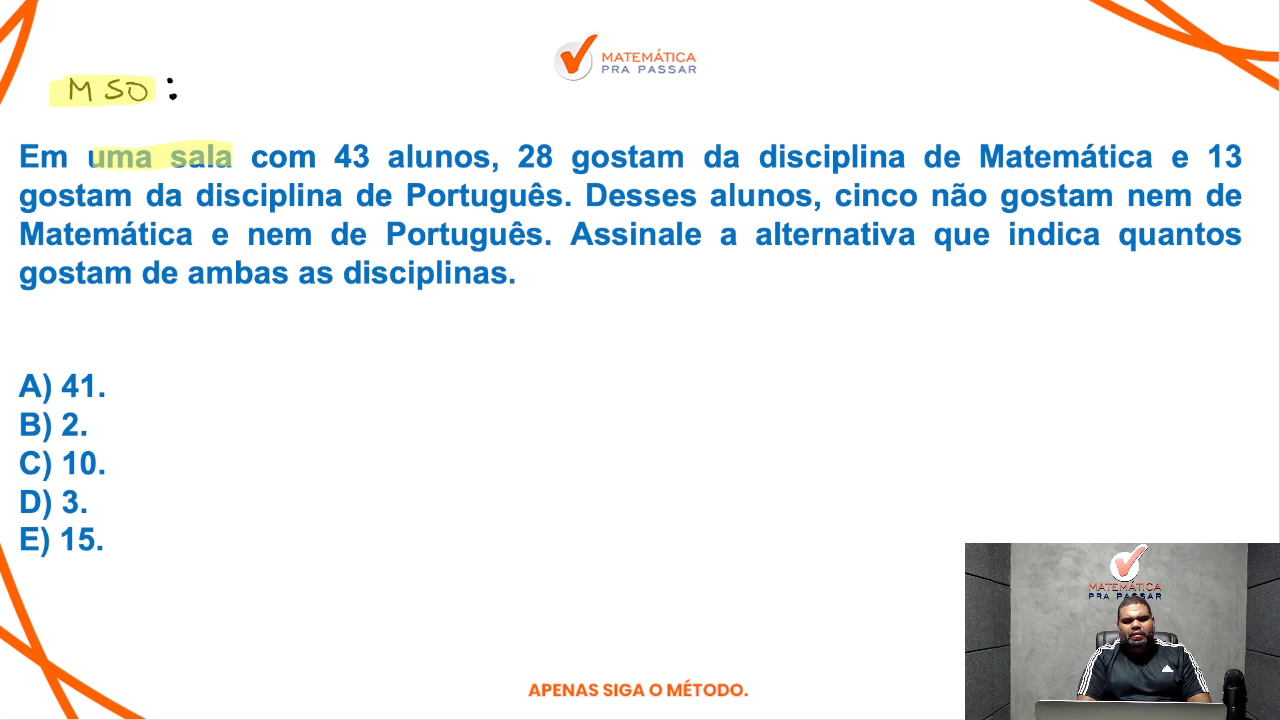 MATEMÁTICA
PRA PASSAR
MSO :
Em uma sala com 43 alunos, 28 gostam da disciplina de Matemática e 13
gostam da disciplina de Português. Desses alunos, cinco não gostam nem de
Matemática e nem de Português. Assinale a alternativa que indica quantos
gostam de ambas as disciplinas.
A) 41.
B) 2.
C) 10.
D) 3.
E) 15.
MATEMÁTICA
PRA PASSAR
APENAS SIGA O MÉTODO.